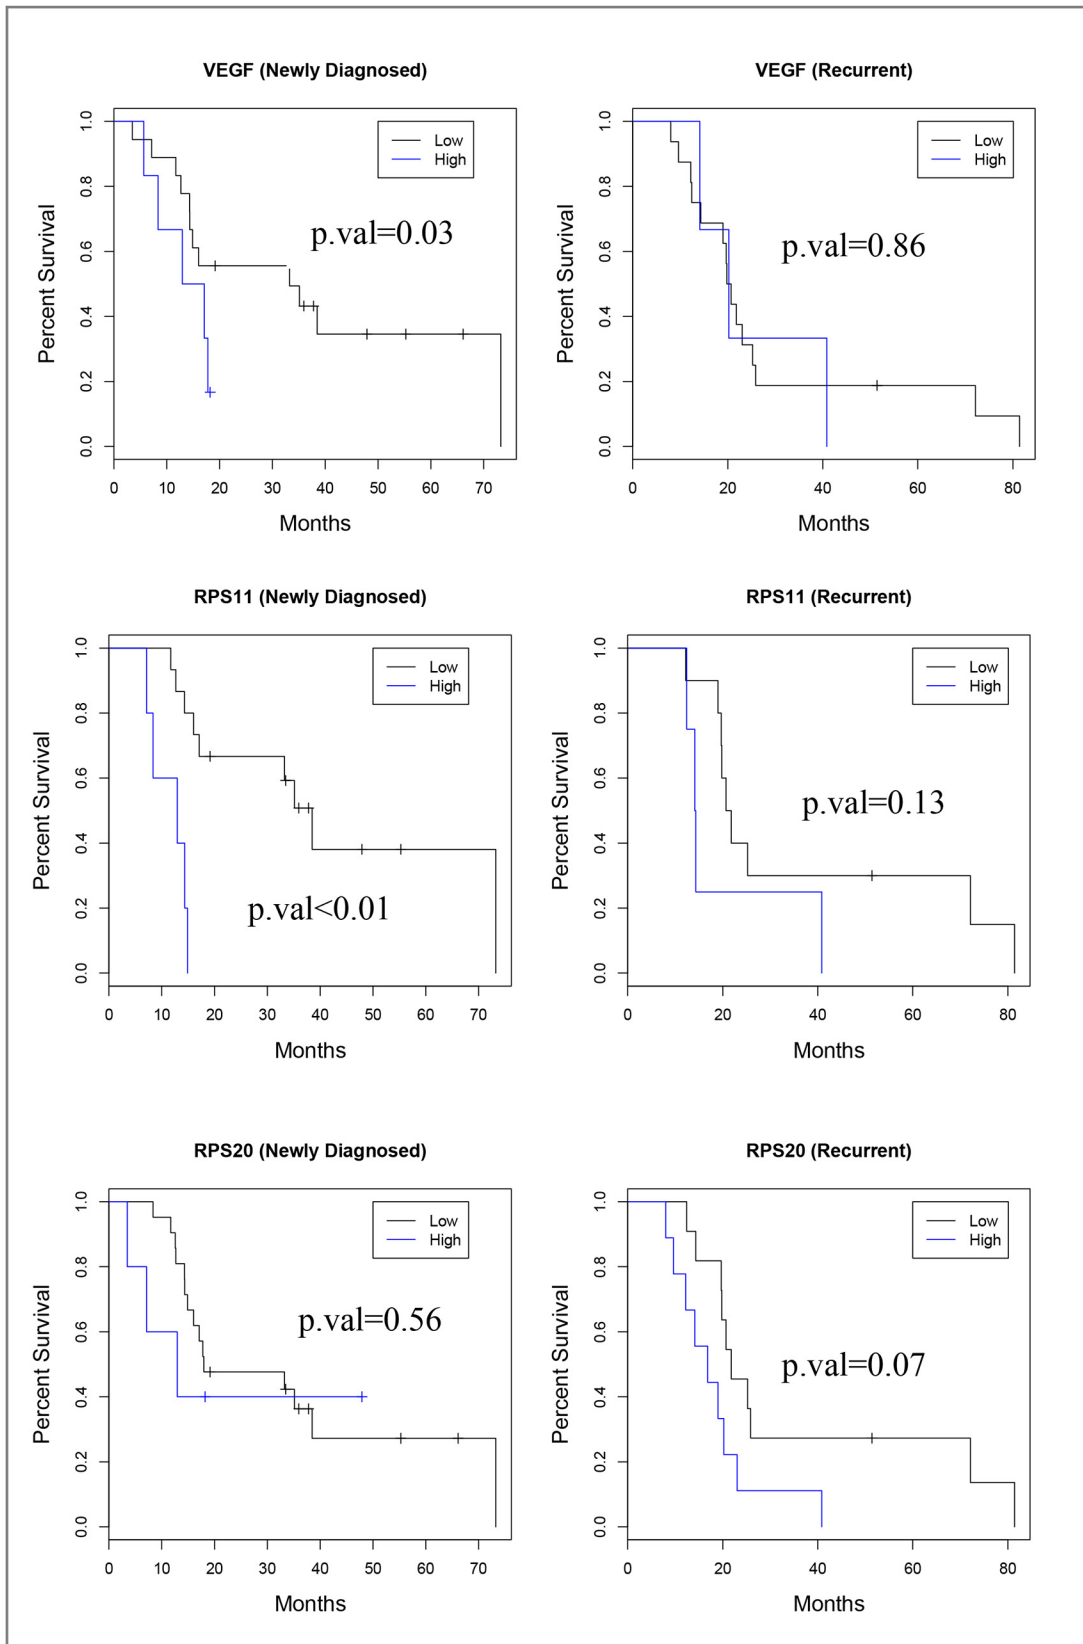 VEGF (Newly Diagnosed)
Percent Survival
1.0
0.8
0.6
0.4
0.2
0.0
Low
High
p.val=0.03
0 10 20 30 40 50 60 70
Months
VEGF (Recurrent)
Percent Survival
1.0
0.8
0.6
0.4
0.2
0.0
Low
High
p.val=0.86
0 20 40 60 80
Months
RPS11 (Newly Diagnosed)
Percent Survival
1.0
0.8
0.6
0.4
0.2
0.0
Low
High
p.val<0.01
0 10 20 30 40 50 60 70
Months
RPS11 (Recurrent)
Percent Survival
1.0
0.8
0.6
0.4
0.2
0.0
Low
High
p.val=0.13
0 20 40 60 80
Months
RPS20 (Newly Diagnosed)
Percent Survival
1.0
0.8
0.6
0.4
0.2
0.0
Low
High
p.val=0.56
0 10 20 30 40 50 60 70
Months
RPS20 (Recurrent)
Percent Survival
1.0
0.8
0.6
0.4
0.2
0.0
Low
High
p.val=0.07
0 20 40 60 80
Months